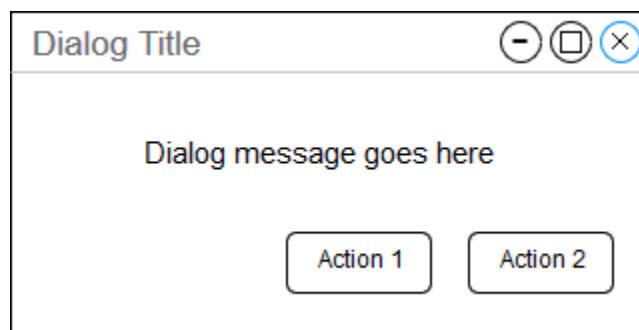 Dialog Title
Dialog message goes here
Action 1 Action 2